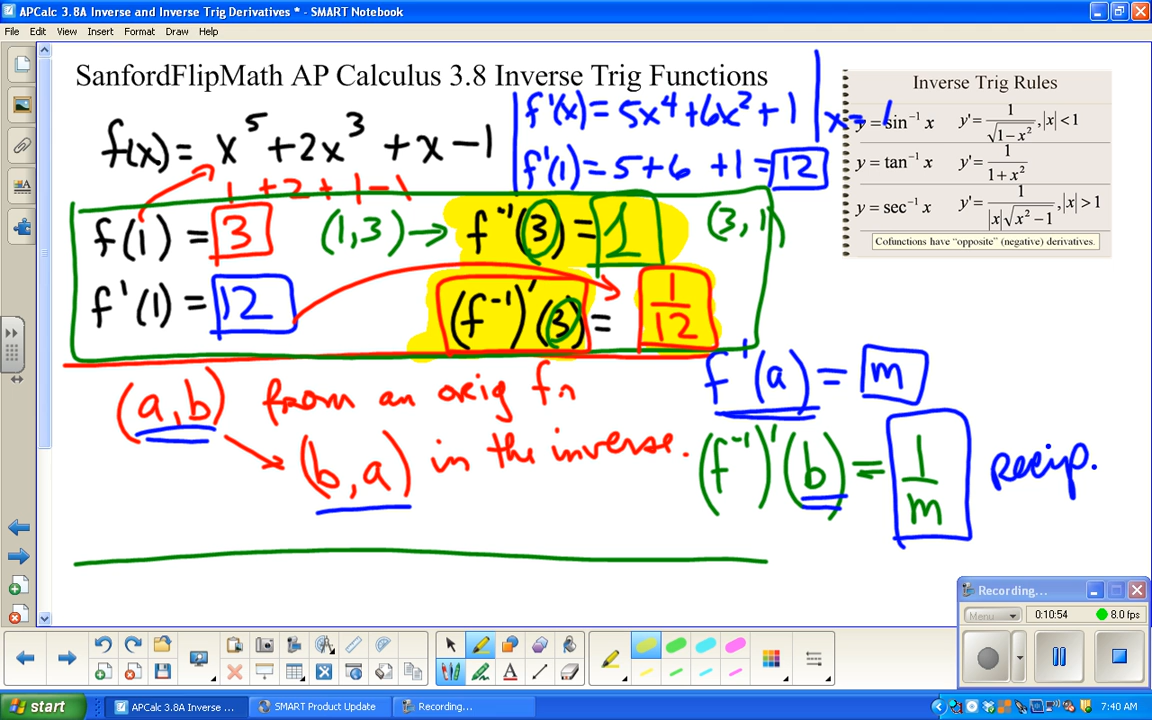 APCalc 3.8A Inverse and Inverse Trig Derivatives * - SMART Notebook
File Edit View Insert Format Draw Help
SanfordFlipMath AP Calculus 3.8 Inverse Trig Functions
f(x) = x⁵ + 2x³ + x − 1
1 + 2 + 1 − 1
f'(x) = 5x⁴ + 6x² + 1 | x = 1
f'(1) = 5 + 6 + 1 = 12
Inverse Trig Rules
y = sin⁻¹ x y' = 1/√(1−x²), |x| < 1
y = tan⁻¹ x y' = 1/(1+x²)
y = sec⁻¹ x y' = 1/(|x|√(x²−1)), |x| > 1
Cofunctions have “opposite” (negative) derivatives.
f(1) = 3 (1,3) → f⁻¹(3) = 1 (3,1)
f'(1) = 12 (f⁻¹)'(3) = 1/12
(a,b) from an orig fn
(b,a) in the inverse.
f'(a) = m
(f⁻¹)'(b) = 1/m Recip.
Recording...
Menu 0:10:54 8.0 fps
A
start APCalc 3.8A Inverse ... SMART Product Update Recording... 7:40 AM